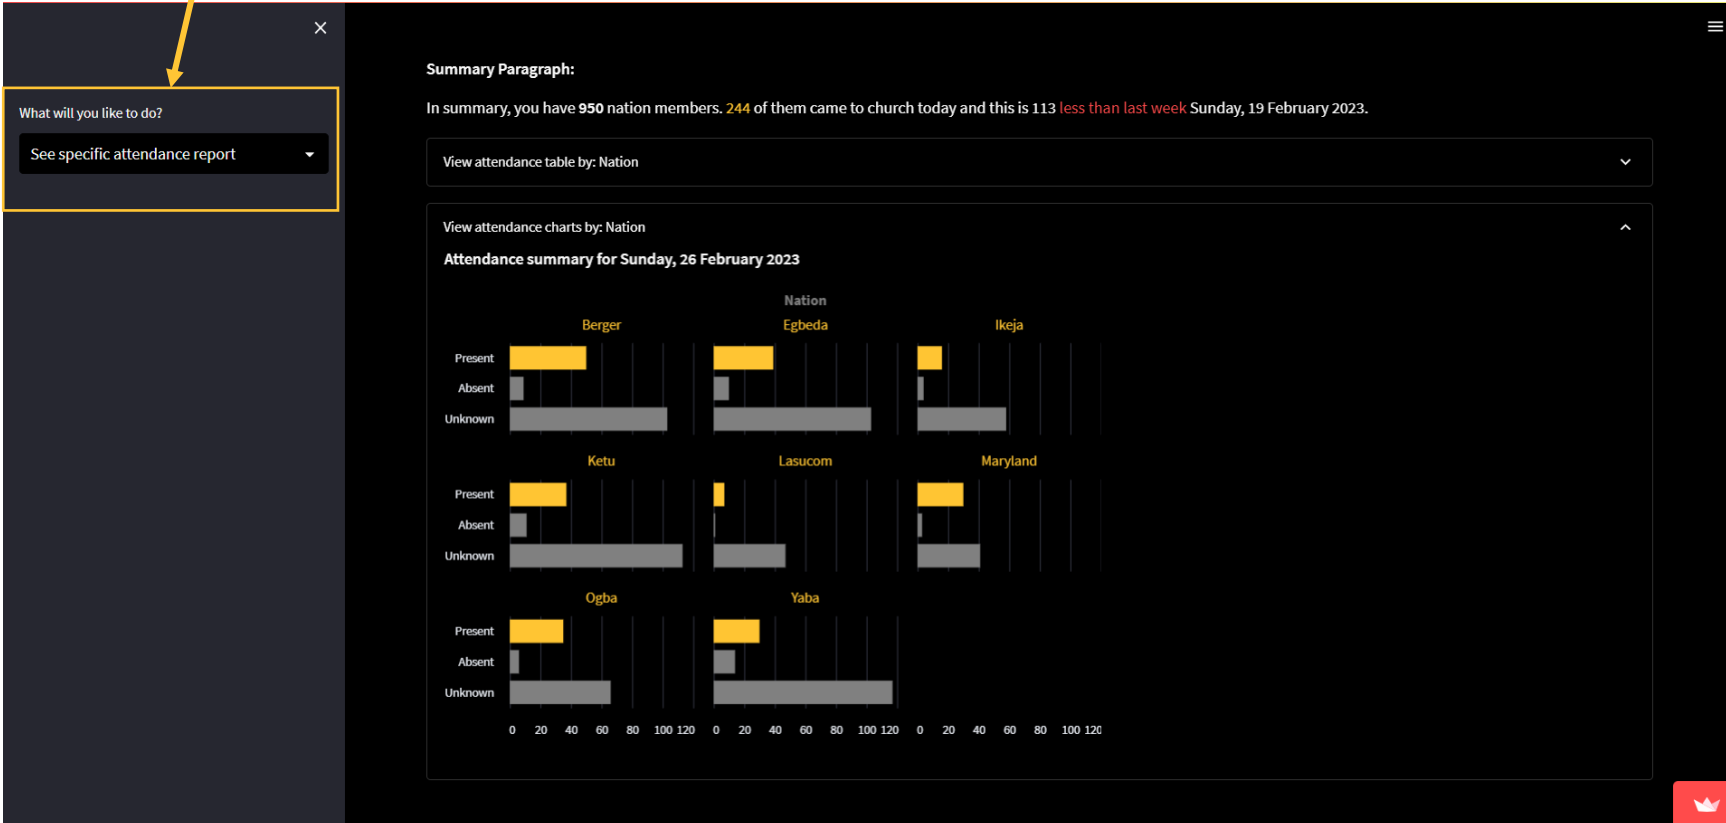 What will you like to do?
See specific attendance report
Summary Paragraph:
In summary, you have 950 nation members. 244 of them came to church today and this is 113 less than last week Sunday, 19 February 2023.
View attendance table by: Nation
View attendance charts by: Nation
Attendance summary for Sunday, 26 February 2023
Nation
Berger Egbeda Ikeja
Present
Absent
Unknown
Ketu Lasucom Maryland
Present
Absent
Unknown
Ogba Yaba
Present
Absent
Unknown
0 20 40 60 80 100 120 0 20 40 60 80 100 120 0 20 40 60 80 100 120